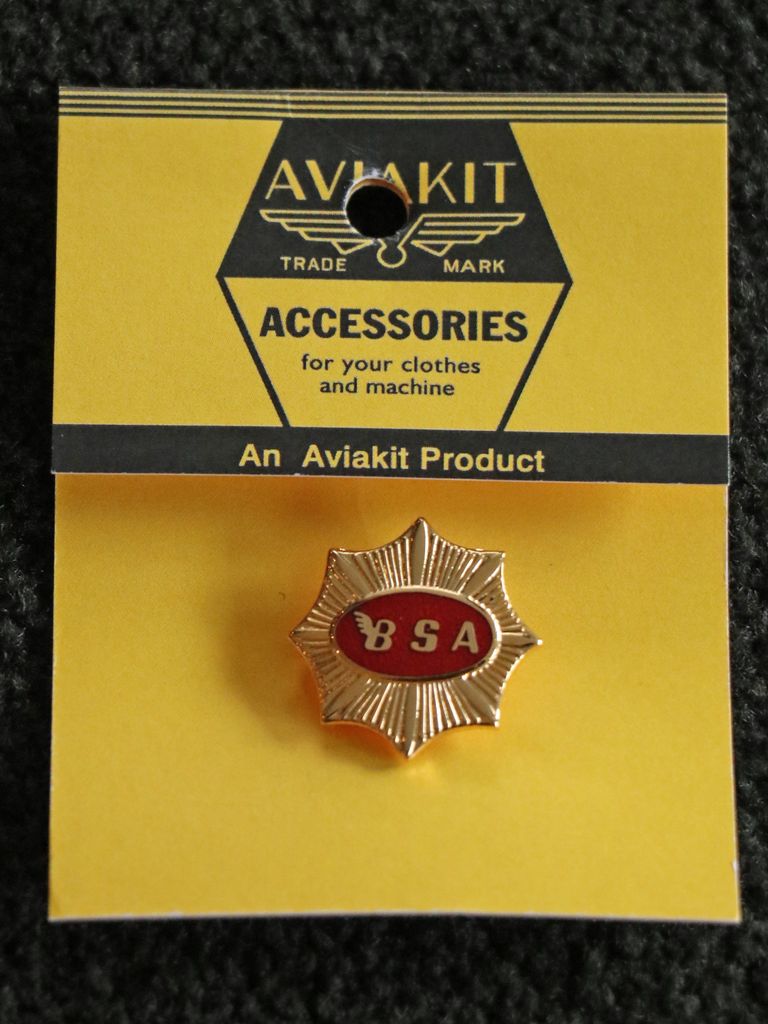 AVIAKIT
TRADE MARK
ACCESSORIES
for your clothes
and machine
An Aviakit Product
BSA